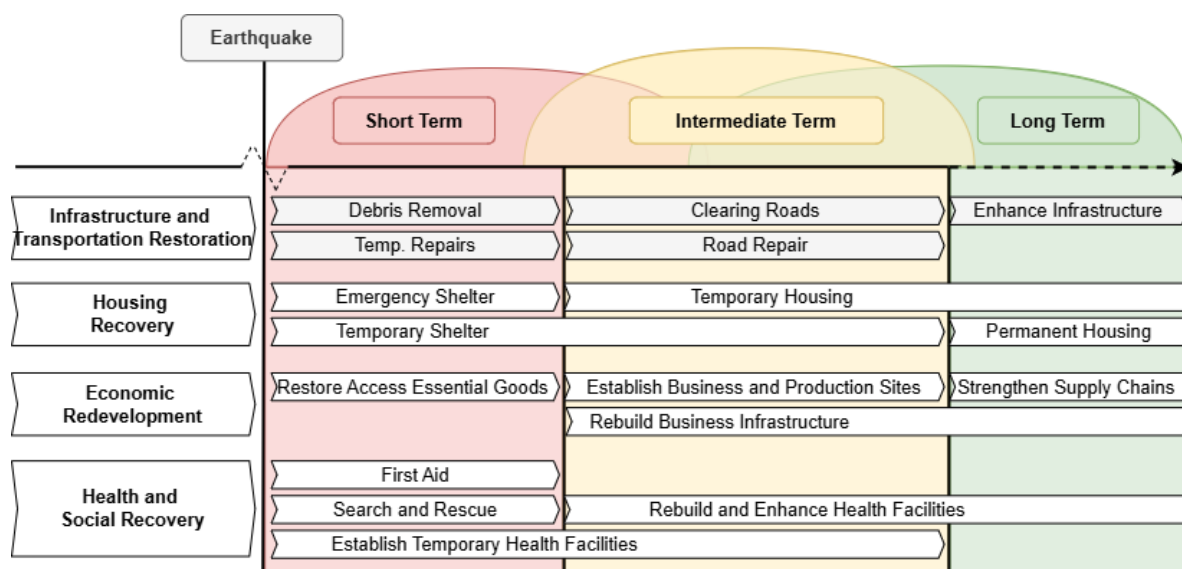 Earthquake
Short Term
Intermediate Term
Long Term
Infrastructure and
Transportation Restoration
Debris Removal
Clearing Roads
Enhance Infrastructure
Temp. Repairs
Road Repair
Housing
Recovery
Emergency Shelter
Temporary Housing
Temporary Shelter
Permanent Housing
Economic
Redevelopment
Restore Access Essential Goods
Establish Business and Production Sites
Strengthen Supply Chains
Rebuild Business Infrastructure
Health and
Social Recovery
First Aid
Search and Rescue
Rebuild and Enhance Health Facilities
Establish Temporary Health Facilities